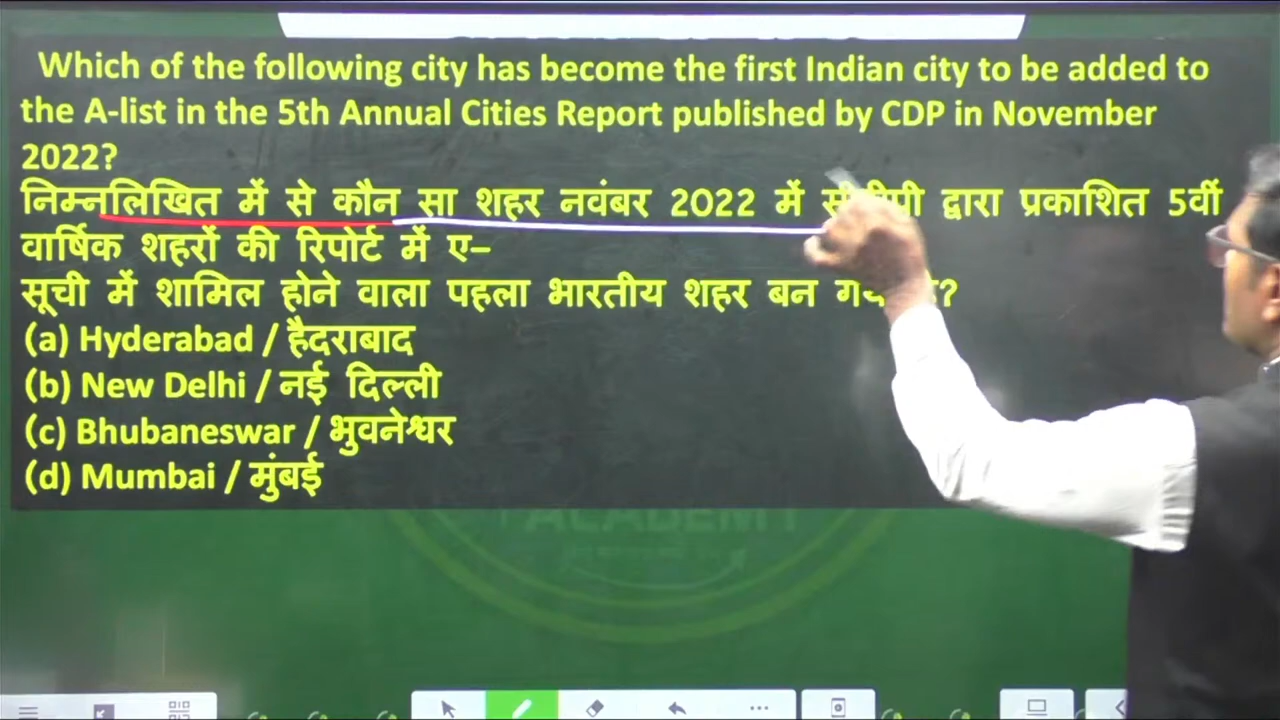 Which of the following city has become the first Indian city to be added to
the A-list in the 5th Annual Cities Report published by CDP in November
2022?
निम्नलिखित में से कौन सा शहर नवंबर 2022 में द्वारा प्रकाशित 5वीं
वार्षिक शहरों की रिपोर्ट में ए–
सूची में शामिल होने वाला पहला भारतीय शहर बन
(a) Hyderabad / हैदराबाद
(b) New Delhi / नई दिल्ली
(c) Bhubaneswar / भुवनेश्वर
(d) Mumbai / मुंबई
ACADEMY